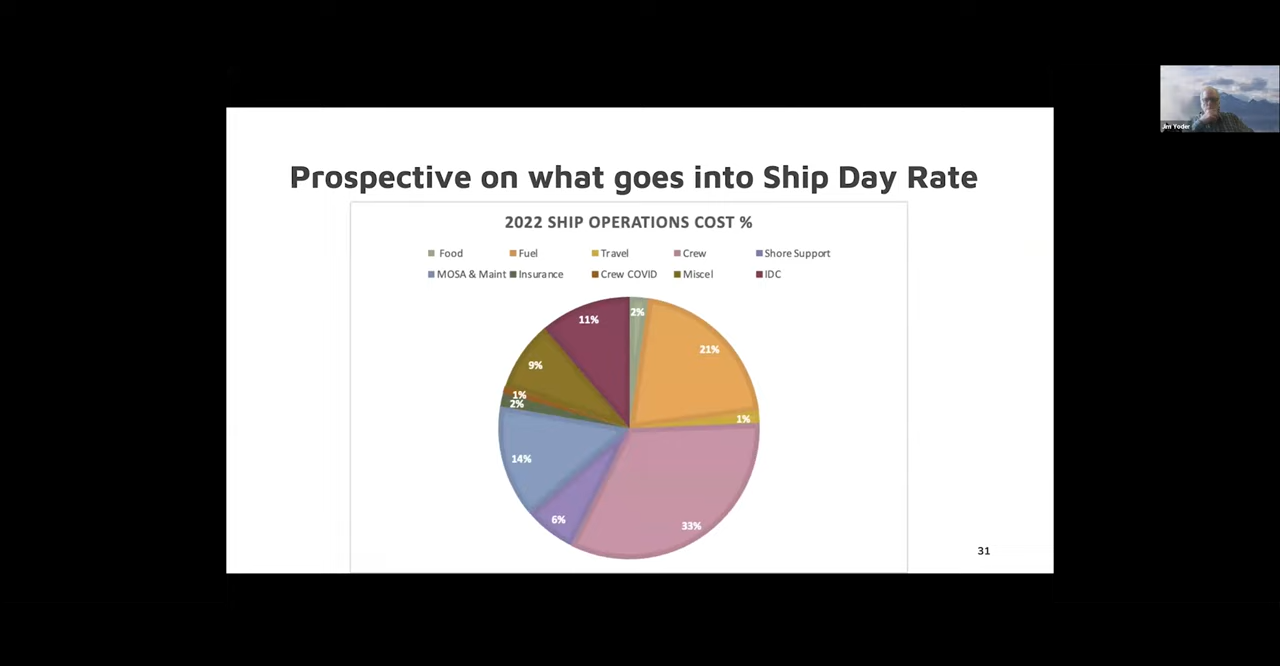 Prospective on what goes into Ship Day Rate
2022 SHIP OPERATIONS COST %
Food Fuel Travel Crew Shore Support
MOSA & Maint Insurance Crew COVID Miscel IDC
2%
11%
21%
9%
1%
2%
1%
14%
6%
33%
31
Jim Yoder